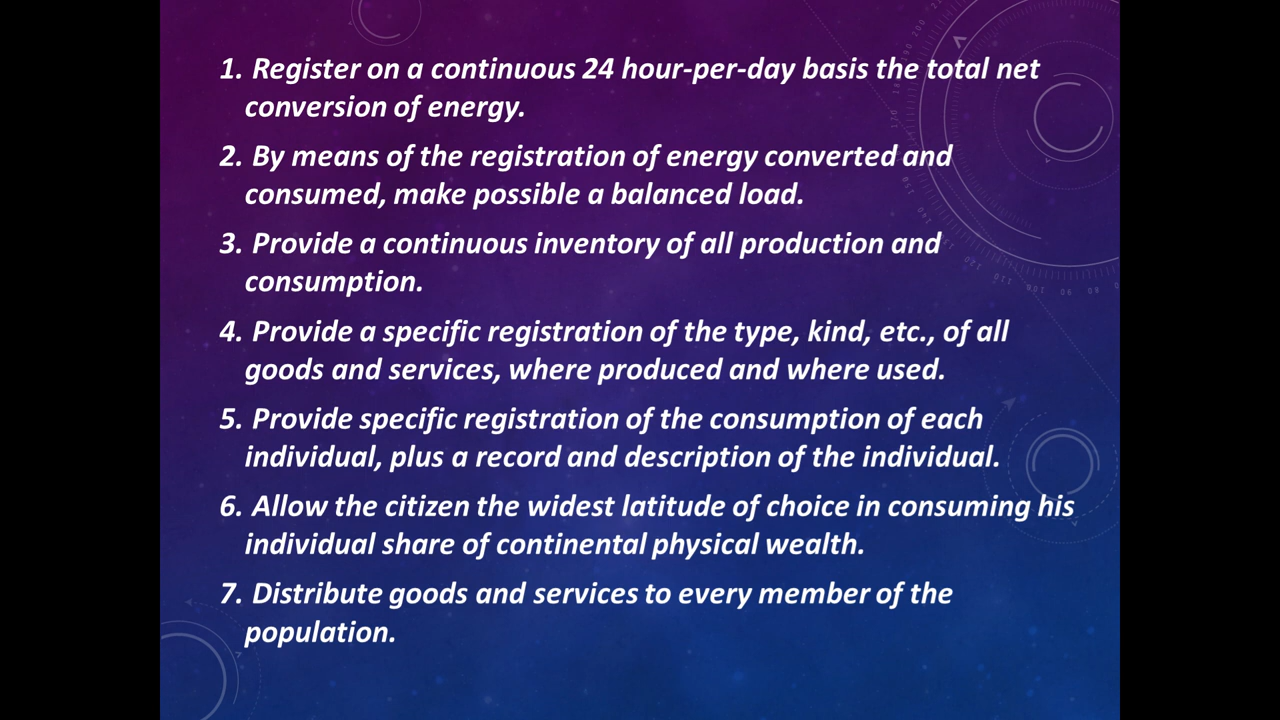 1. Register on a continuous 24 hour-per-day basis the total net
conversion of energy.
2. By means of the registration of energy converted and
consumed, make possible a balanced load.
3. Provide a continuous inventory of all production and
consumption.
4. Provide a specific registration of the type, kind, etc., of all
goods and services, where produced and where used.
5. Provide specific registration of the consumption of each
individual, plus a record and description of the individual.
6. Allow the citizen the widest latitude of choice in consuming his
individual share of continental physical wealth.
7. Distribute goods and services to every member of the
population.